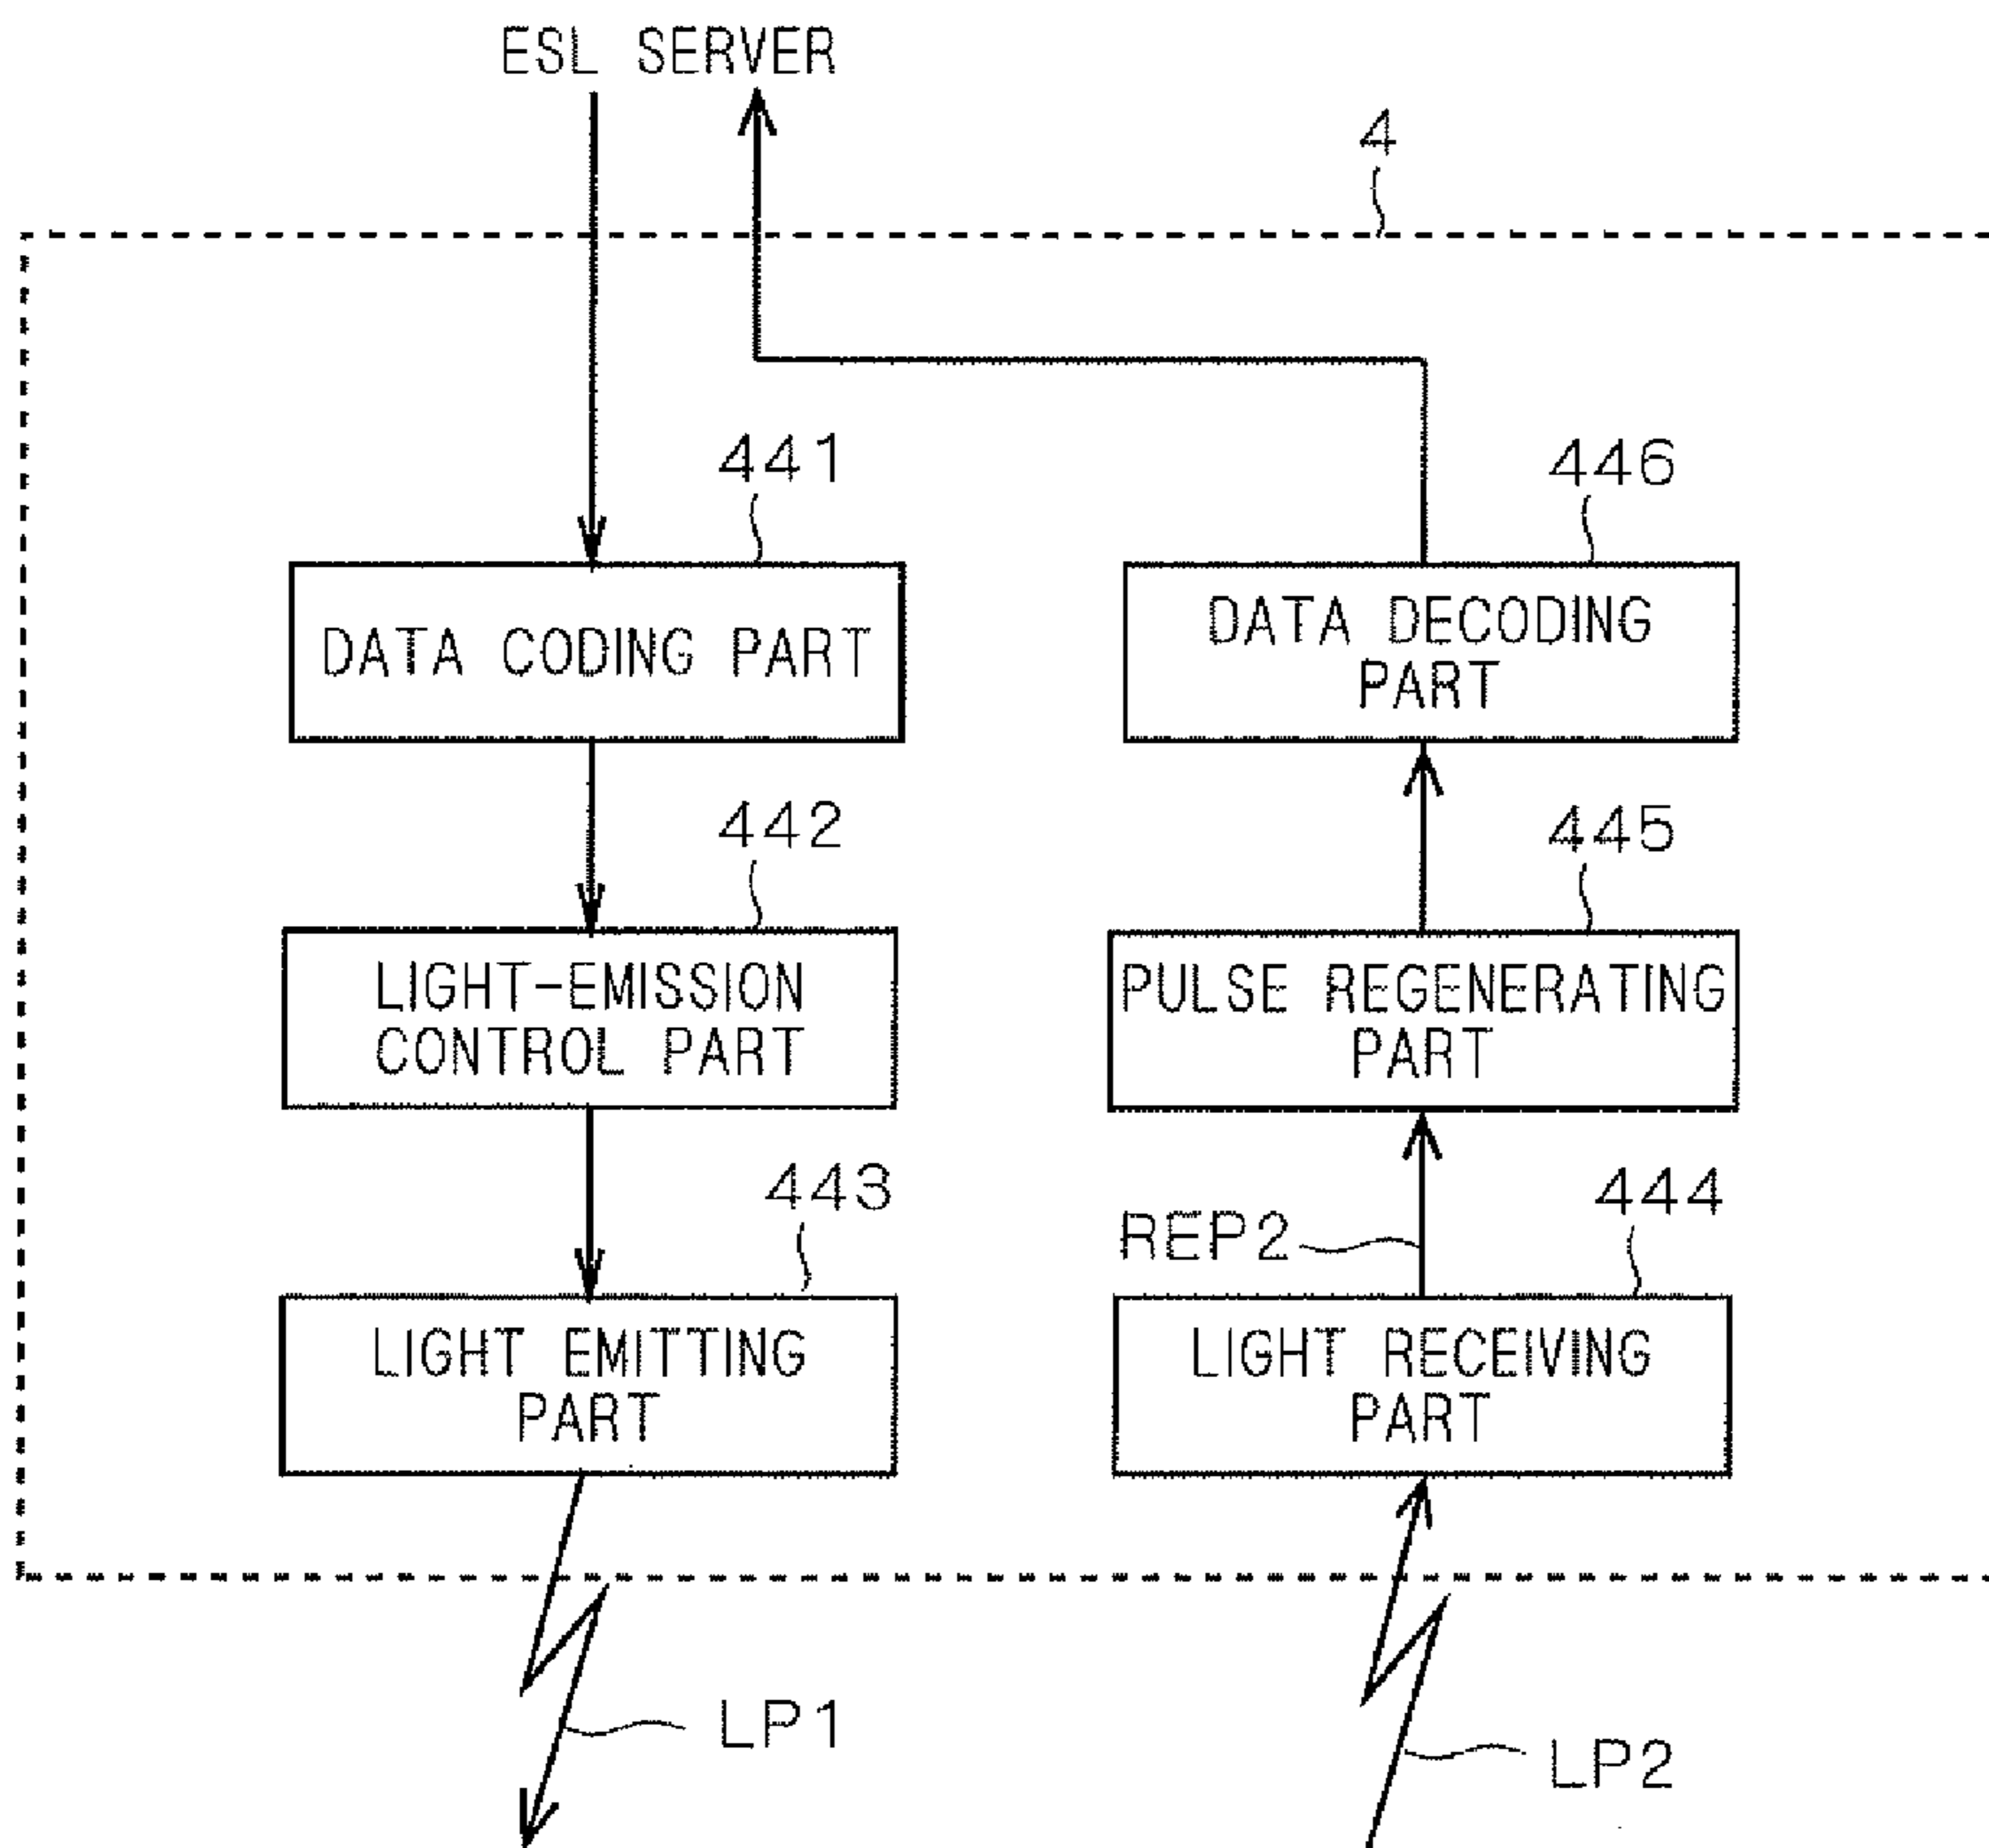 ESL SERVER
4
441
446
DATA CODING PART
DATA DECODING
PART
442
445
LIGHT-EMISSION
CONTROL PART
PULSE REGENERATING
PART
443
444
REP2
LIGHT EMITTING
PART
LIGHT RECEIVING
PART
LP1
LP2